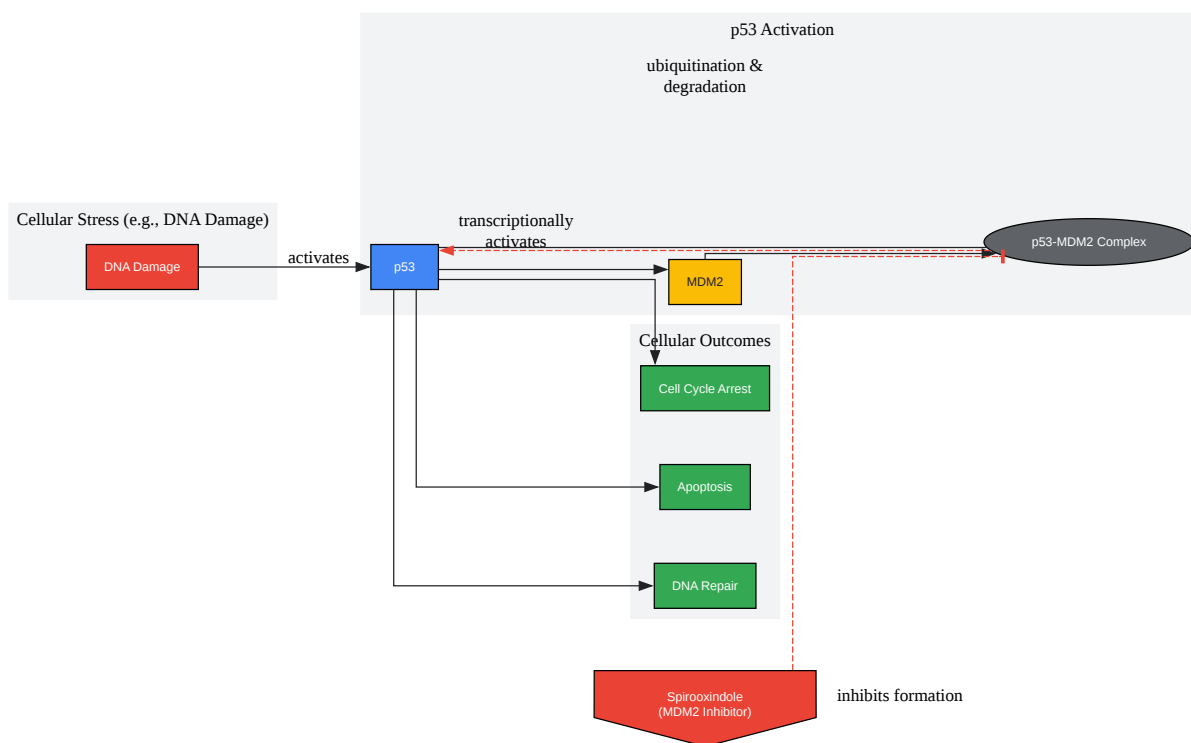 p53 Activation
ubiquitination &
degradation
Cellular Stress (e.g., DNA Damage)
transcriptionally
activates
p53-MDM2 Complex
DNA Damage
activates
p53
MDM2
Cellular Outcomes
Cell Cycle Arrest
Apoptosis
DNA Repair
Spirooxindole
(MDM2 Inhibitor)
inhibits formation